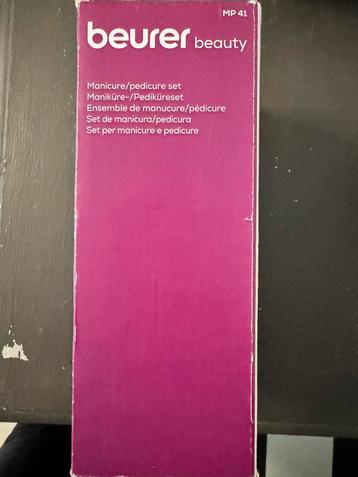 MP 41
beurer beauty
Manicure/pedicure set
Maniküre-/Pediküreset
Ensemble de manucure/pédicure
Set de manicura/pedicura
Set per manicure e pedicure